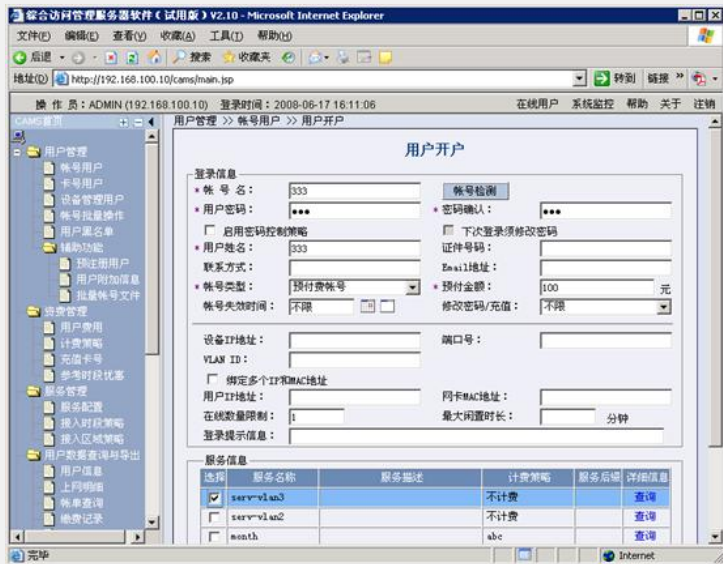 综合访问管理服务器软件（试用版）V2.10 - Microsoft Internet Explorer
文件(F) 编辑(E) 查看(V) 收藏(A) 工具(T) 帮助(H)
后退 搜索 收藏夹
地址(D) http://192.168.100.10/cams/main.jsp 转到 链接 »
操 作 员：ADMIN (192.168.100.10) 登录时间：2008-06-17 16:11:06 在线用户 系统监控 帮助 关于 注销
CAMS首页 用户管理 >> 帐号用户 >> 用户开户
用户管理
帐号用户
卡号用户
设备管理用户
帐号批量操作
用户黑名单
辅助功能
预注册用户
用户附加信息
批量帐号文件
资费管理
用户费用
计费策略
充值卡号
参考时段优惠
服务管理
服务配置
接入时段策略
接入区域策略
用户数据查询与导出
用户信息
上网明细
帐单查询
缴费记录
用户开户
登录信息
* 帐 号 名： 333 帐号检测
* 用户密码： ●●● * 密码确认： ●●●
启用密码控制策略 下次登录须修改密码
* 用户姓名： 333 证件号码：
联系方式： Email地址：
* 帐号类型： 预付费帐号 * 预付金额： 100 元
帐号失效时间： 不限 修改密码/充值： 不限
设备IP地址： 端口号：
VLAN ID：
绑定多个IP和MAC地址
用户IP地址： 网卡MAC地址：
在线数量限制： 1 最大闲置时长： 分钟
登录提示信息：
服务信息
选择 服务名称 服务描述 计费策略 服务后缀 详细信息
serv-vlan3 不计费 查询
serv-vlan2 不计费 查询
month abc 查询
完毕 Internet